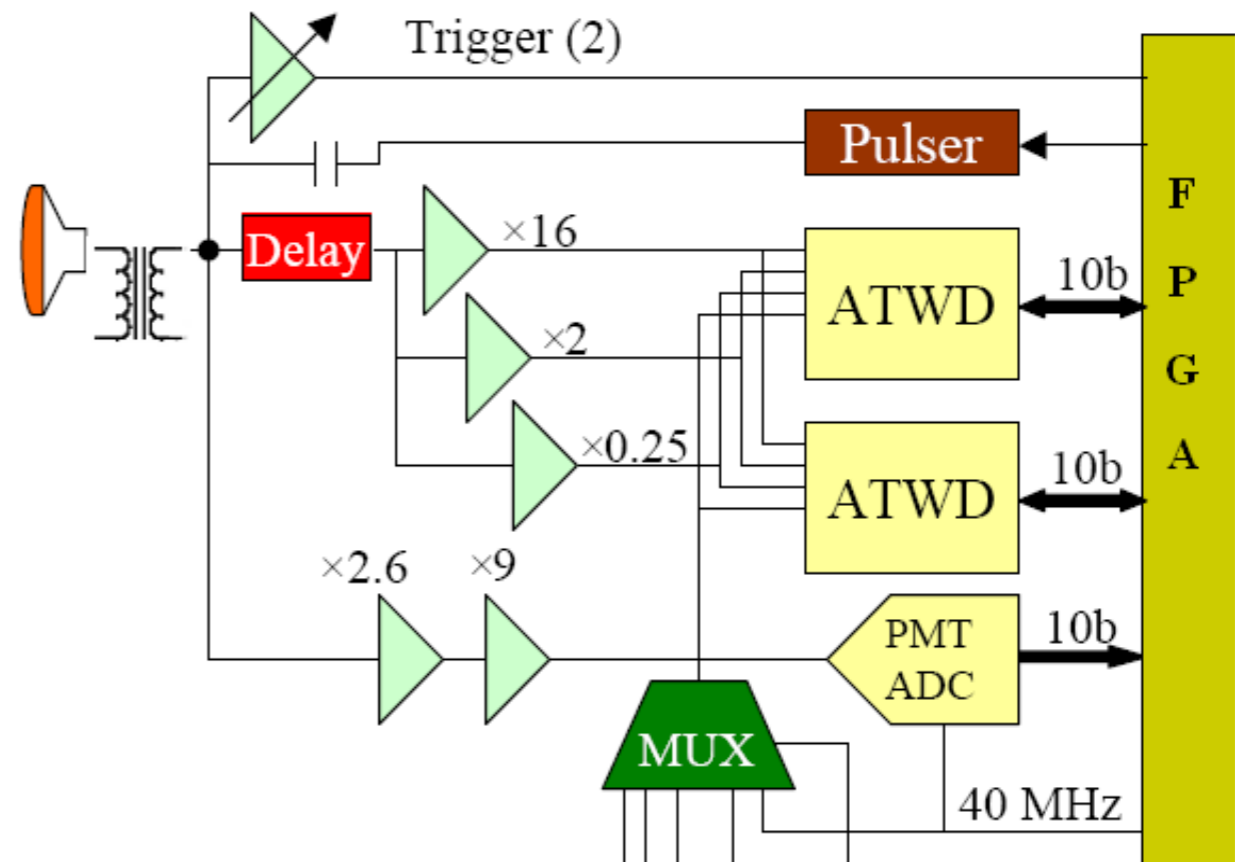 Trigger (2)
Pulser
F
P
G
A
Delay
×16
ATWD
10b
×2
×0.25
ATWD
10b
×2.6
×9
PMT
ADC
10b
MUX
40 MHz